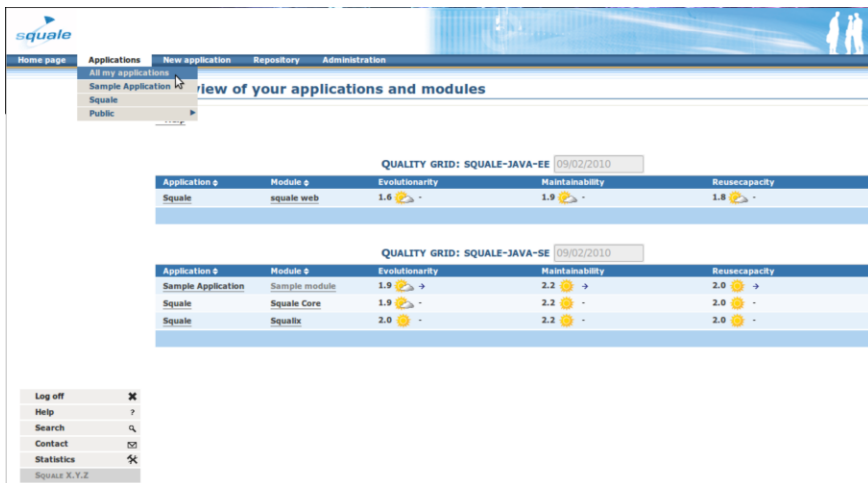 squale
Home page Applications New application Repository Administration
All my applications
Sample Application
Squale
Public
view of your applications and modules
Help
QUALITY GRID: SQUALE-JAVA-EE 09/02/2010
Application Module Evolutionarity Maintainability Reusecapacity
Squale squale web 1.6 - 1.9 - 1.8 -
QUALITY GRID: SQUALE-JAVA-SE 09/02/2010
Application Module Evolutionarity Maintainability Reusecapacity
Sample Application Sample module 1.9 → 2.2 → 2.0 →
Squale Squale Core 1.9 - 2.2 - 2.0 -
Squale Squalix 2.0 - 2.2 - 2.0 -
Log off
Help ?
Search
Contact
Statistics
SQUALE X.Y.Z